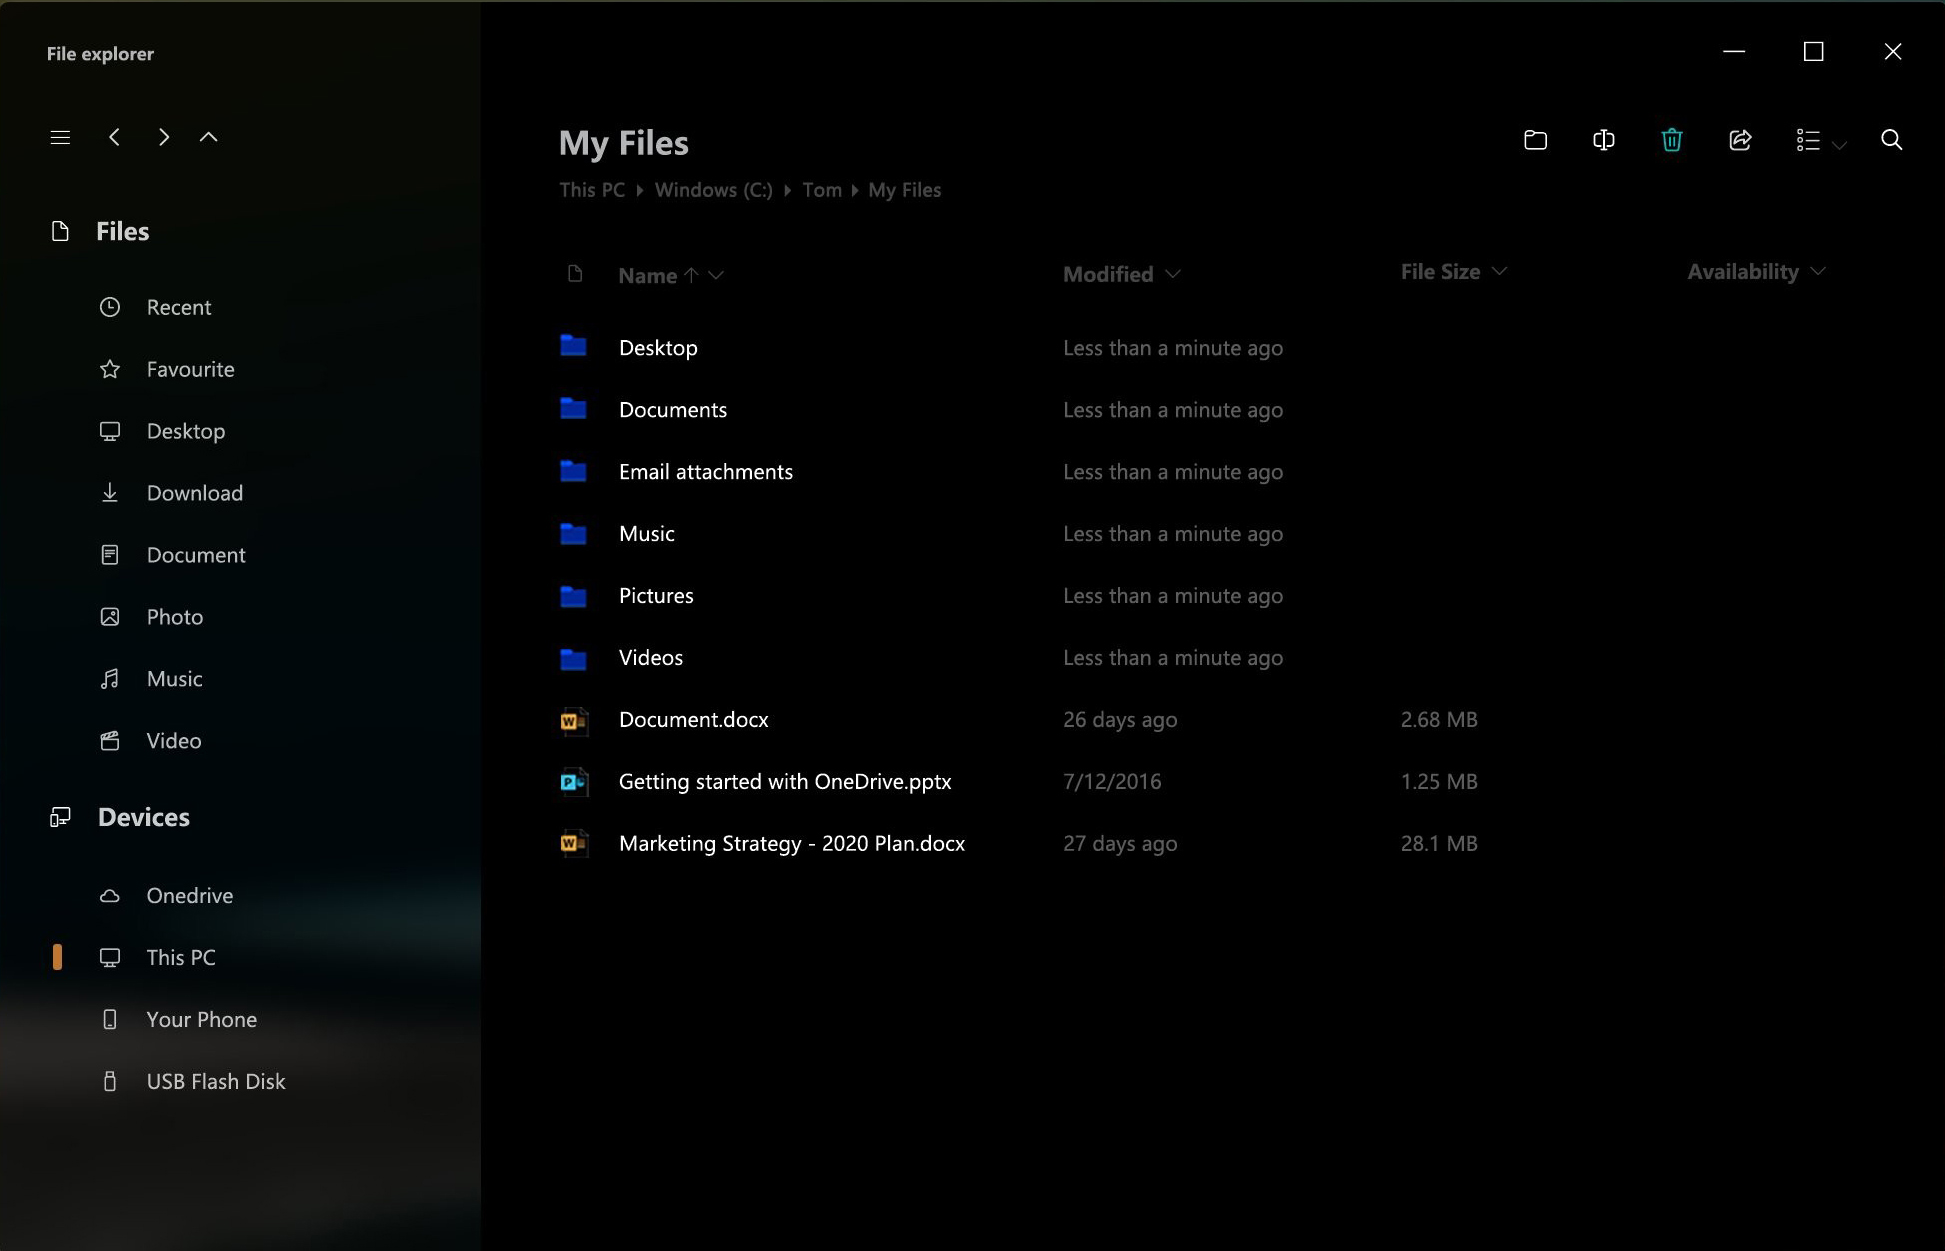 File explorer
My Files
This PC Windows (C:) Tom My Files
Files
Recent
Favourite
Desktop
Download
Document
Photo
Music
Video
Devices
Onedrive
This PC
Your Phone
USB Flash Disk
Name Modified File Size Availability
Desktop Less than a minute ago
Documents Less than a minute ago
Email attachments Less than a minute ago
Music Less than a minute ago
Pictures Less than a minute ago
Videos Less than a minute ago
W Document.docx 26 days ago 2.68 MB
P Getting started with OneDrive.pptx 7/12/2016 1.25 MB
W Marketing Strategy - 2020 Plan.docx 27 days ago 28.1 MB